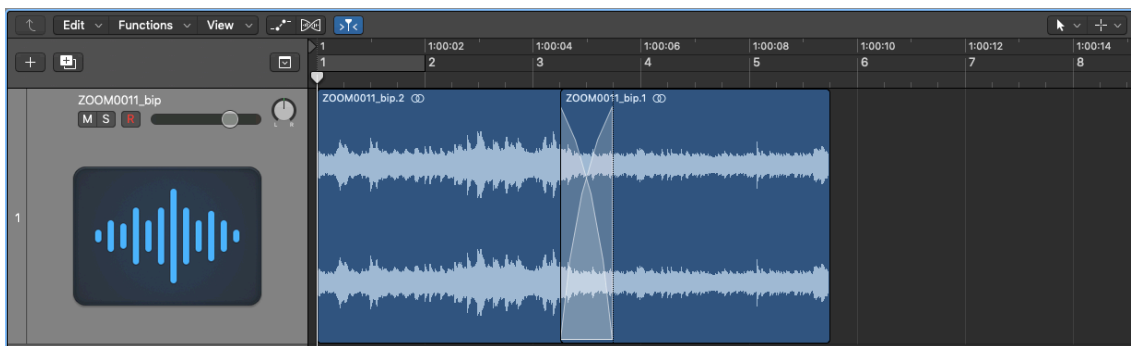 Edit Functions View
1 1:00:02 1:00:04 1:00:06 1:00:08 1:00:10 1:00:12 1:00:14
1 2 3 4 5 6 7 8
ZOOM0011_bip
M S R
L R
1
ZOOM0011_bip.2
ZOOM0011_bip.1